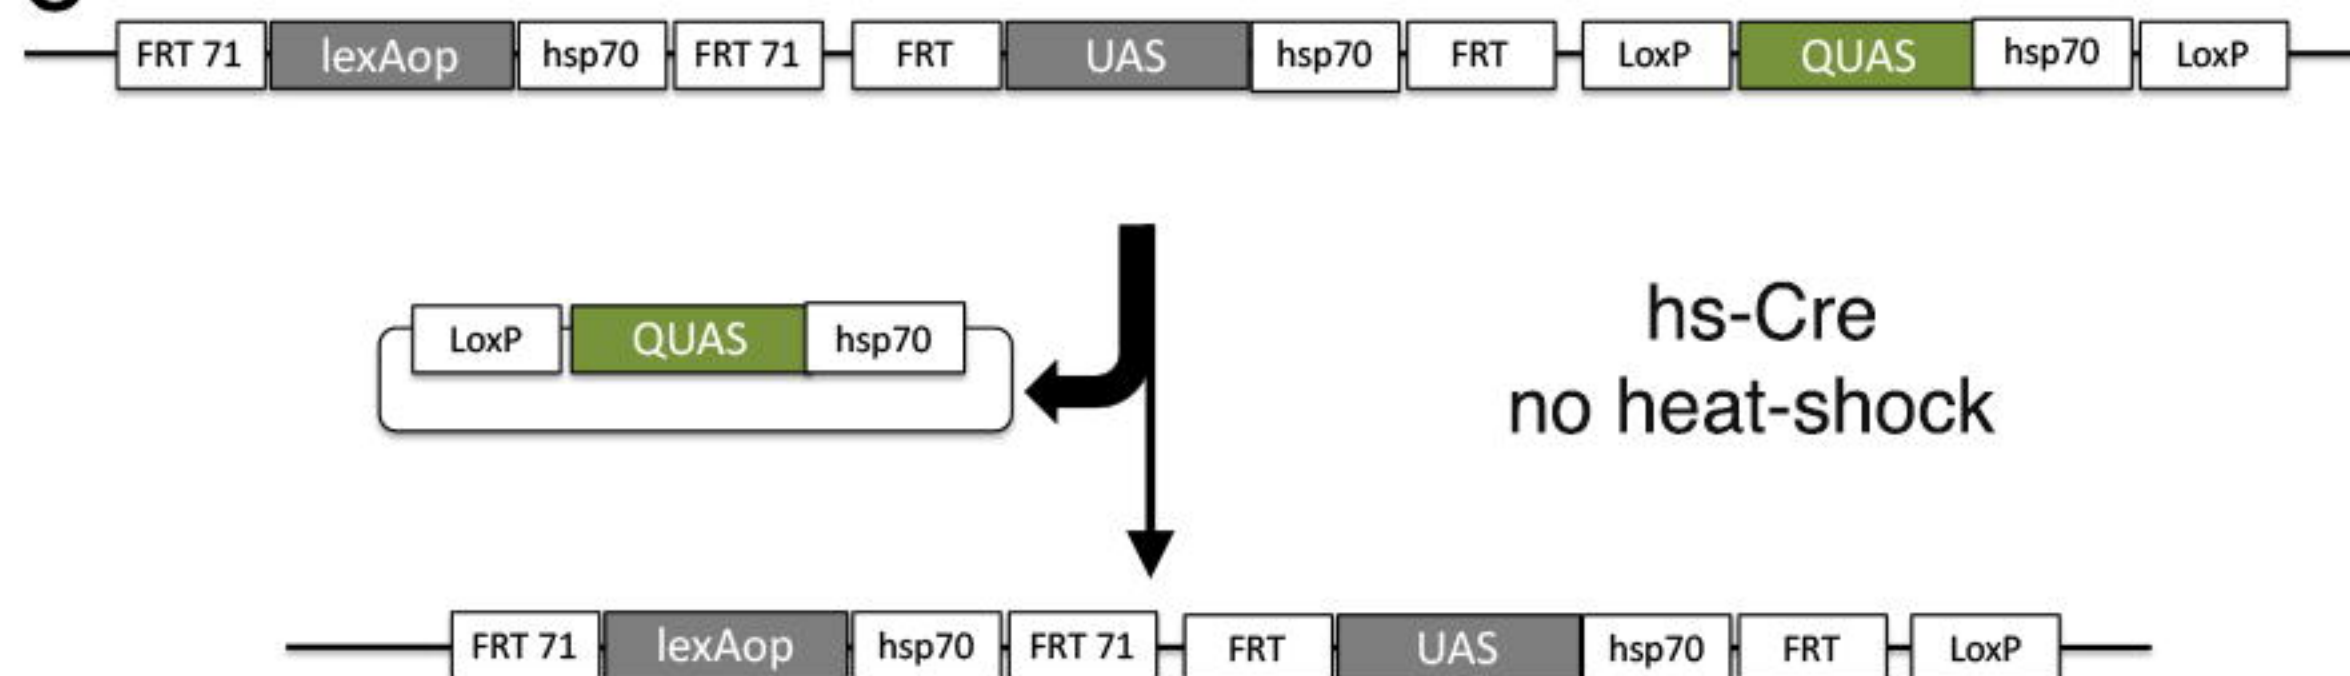 FRT 71 lexAop hsp70 FRT 71 FRT UAS hsp70 FRT LoxP QUAS hsp70 LoxP
LoxP QUAS hsp70
hs-Cre
no heat-shock
FRT 71 lexAop hsp70 FRT 71 FRT UAS hsp70 FRT LoxP